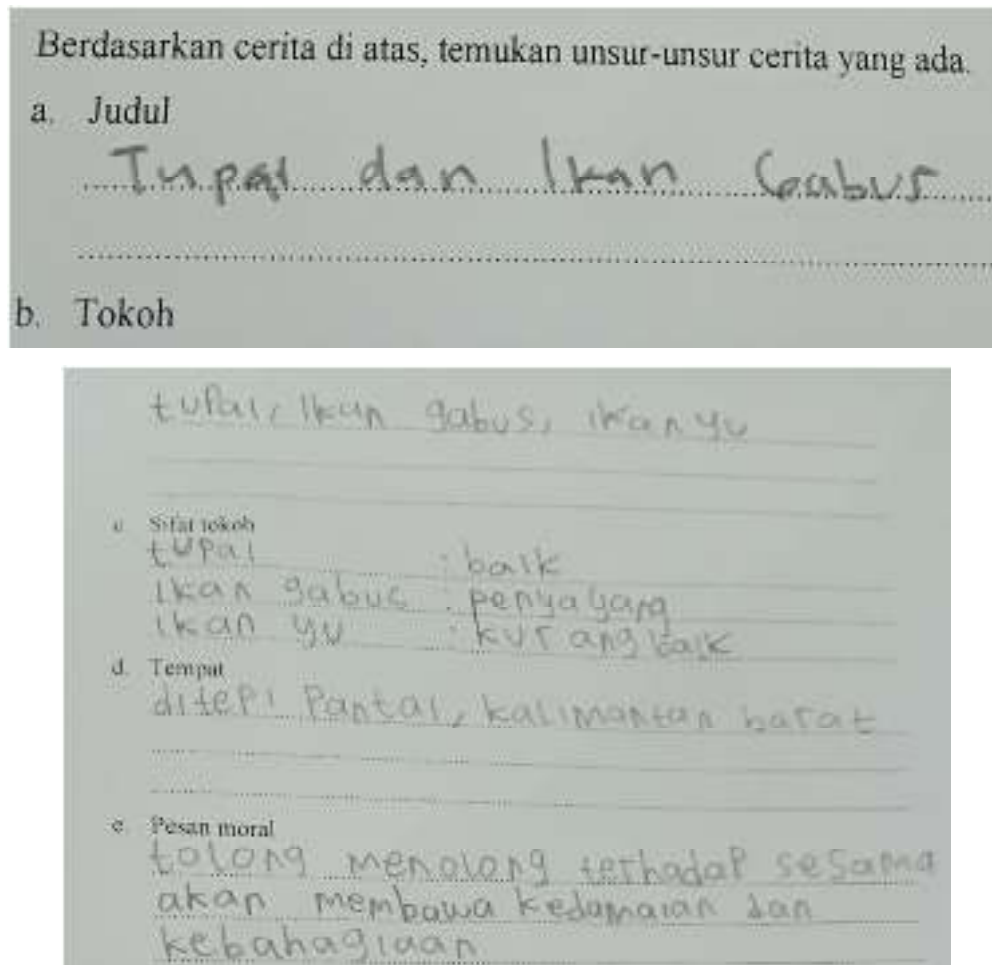 Berdasarkan cerita di atas, temukan unsur-unsur cerita yang ada.
a. Judul
Tupai dan Ikan Gabus
b. Tokoh
tupai, Ikan gabus, ikan yu
c. Sifat tokoh
tupai : baik
Ikan gabus : penyayang
ikan yu : kurang baik
d. Tempat
ditepi Pantai, kalimantan barat
e. Pesan moral
tolong menolong terhadap sesama
akan membawa kedamaian dan
kebahagiaan